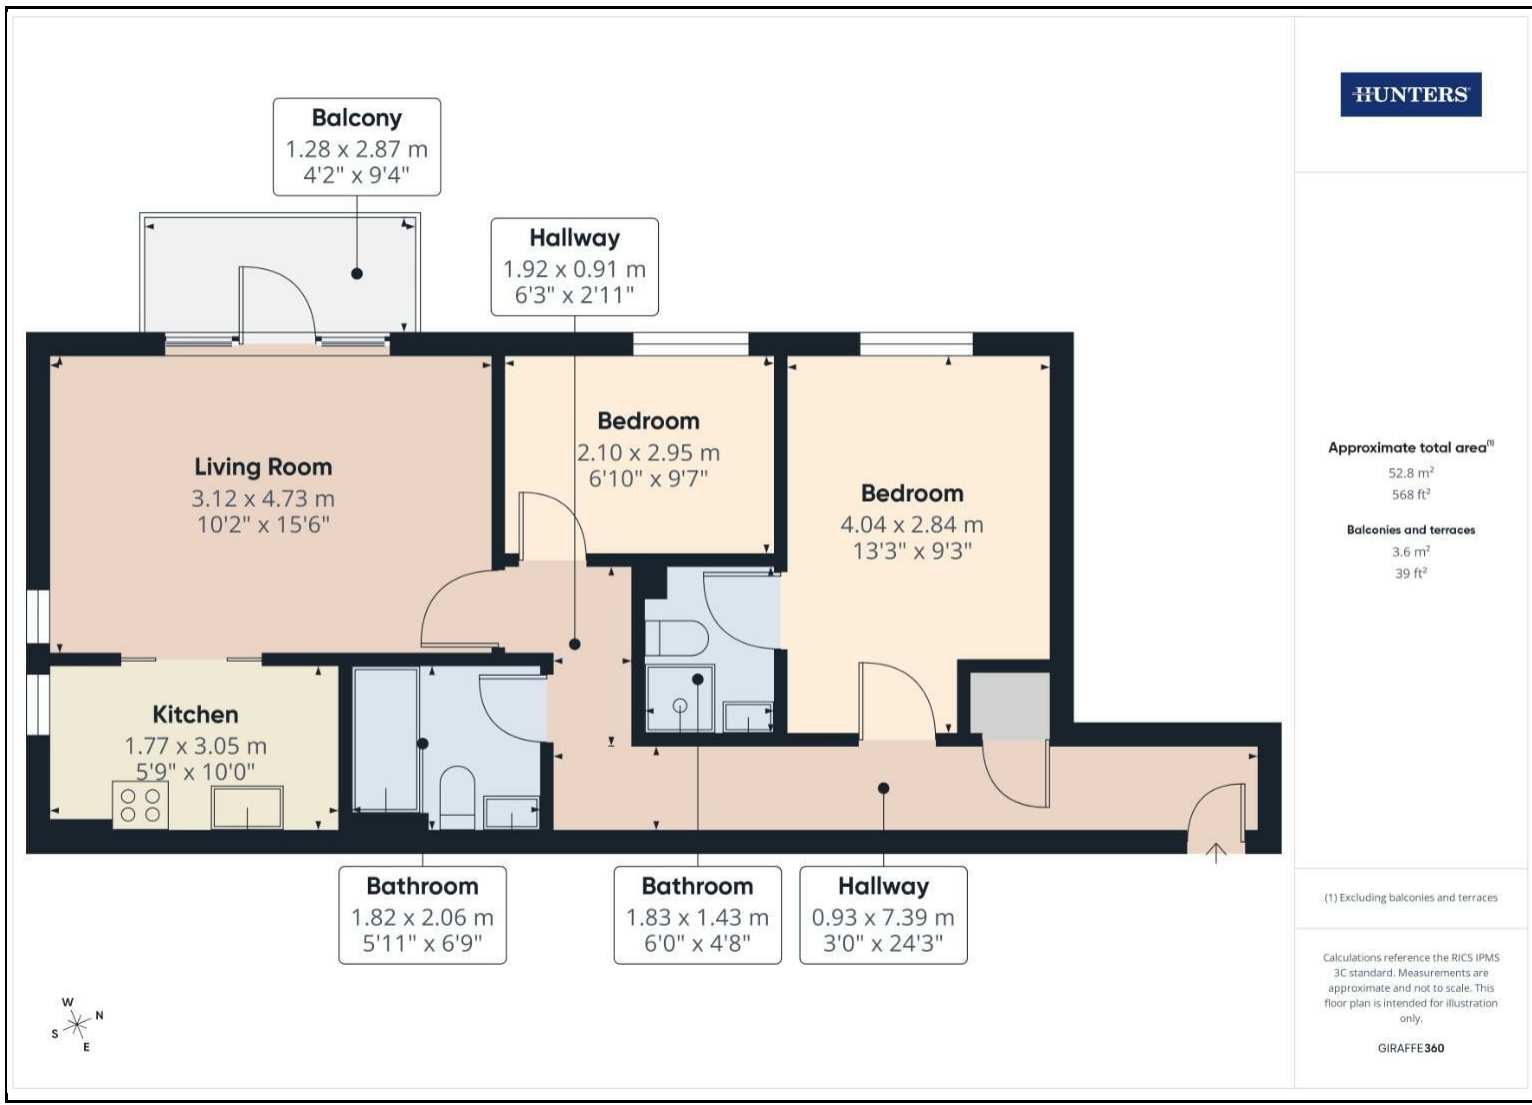 HUNTERS
Balcony
1.28 x 2.87 m
4'2" x 9'4"
Hallway
1.92 x 0.91 m
6'3" x 2'11"
Bedroom
2.10 x 2.95 m
6'10" x 9'7"
Living Room
3.12 x 4.73 m
10'2" x 15'6"
Bedroom
4.04 x 2.84 m
13'3" x 9'3"
Kitchen
1.77 x 3.05 m
5'9" x 10'0"
Bathroom
1.82 x 2.06 m
5'11" x 6'9"
Bathroom
1.83 x 1.43 m
6'0" x 4'8"
Hallway
0.93 x 7.39 m
3'0" x 24'3"
W
N
S
E
Approximate total area(1)
52.8 m²
568 ft²
Balconies and terraces
3.6 m²
39 ft²
(1) Excluding balconies and terraces
Calculations reference the RICS IPMS
3C standard. Measurements are
approximate and not to scale. This
floor plan is intended for illustration
only.
GIRAFFE360